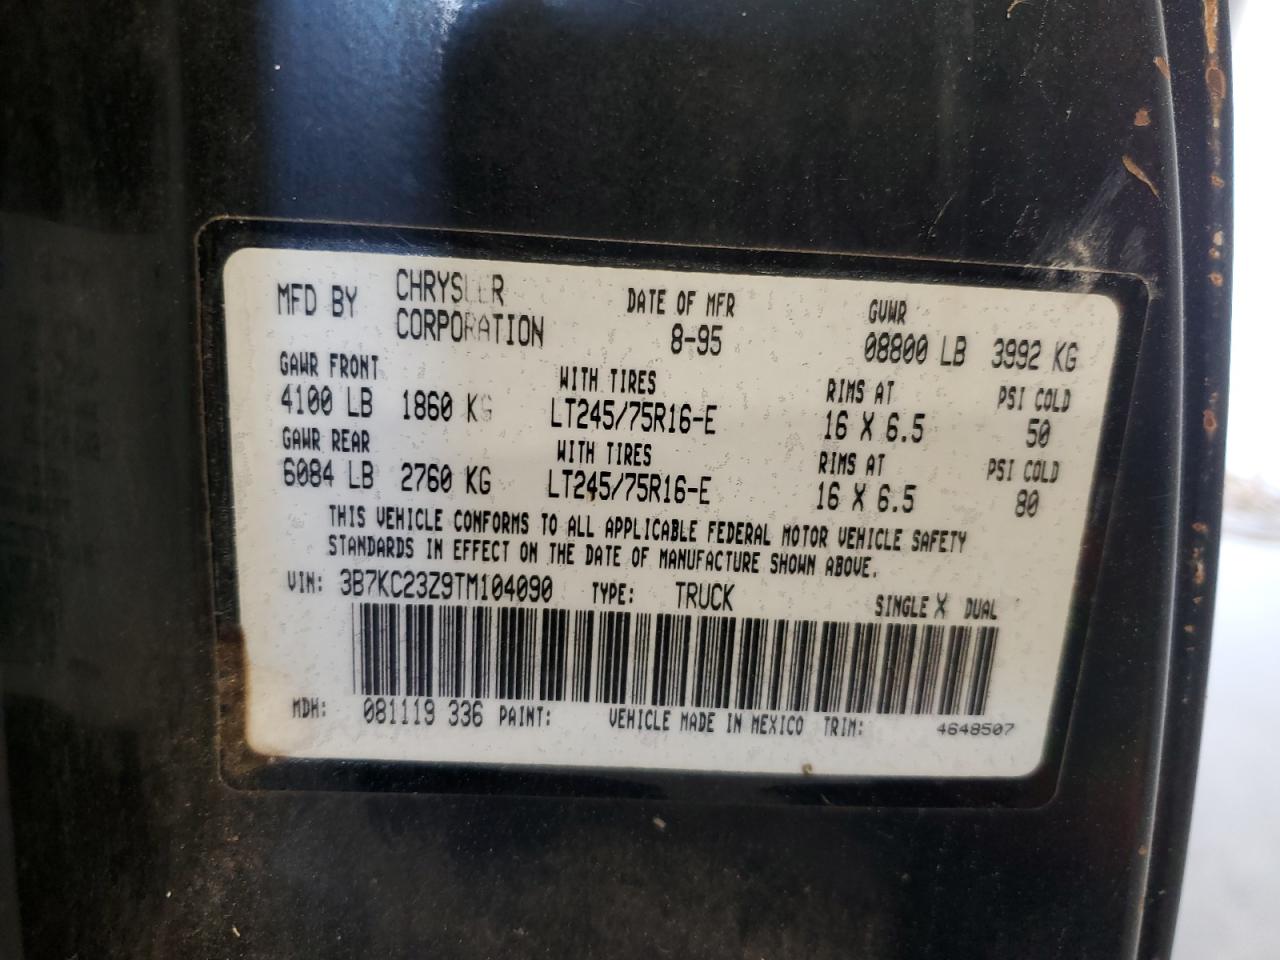 MFD BY CHRYSLER CORPORATION DATE OF MFR 8-95 GVWR 08800 LB 3992 KG
GAWR FRONT WITH TIRES RIMS AT PSI COLD
4100 LB 1860 KG LT245/75R16-E 16 X 6.5 50
GAWR REAR WITH TIRES RIMS AT PSI COLD
6084 LB 2760 KG LT245/75R16-E 16 X 6.5 80
THIS VEHICLE CONFORMS TO ALL APPLICABLE FEDERAL MOTOR VEHICLE SAFETY
STANDARDS IN EFFECT ON THE DATE OF MANUFACTURE SHOWN ABOVE.
VIN: 3B7KC23Z9TM104090 TYPE: TRUCK SINGLE X DUAL
MDH: 081119 336 PAINT: VEHICLE MADE IN MEXICO TRIM: 4648507